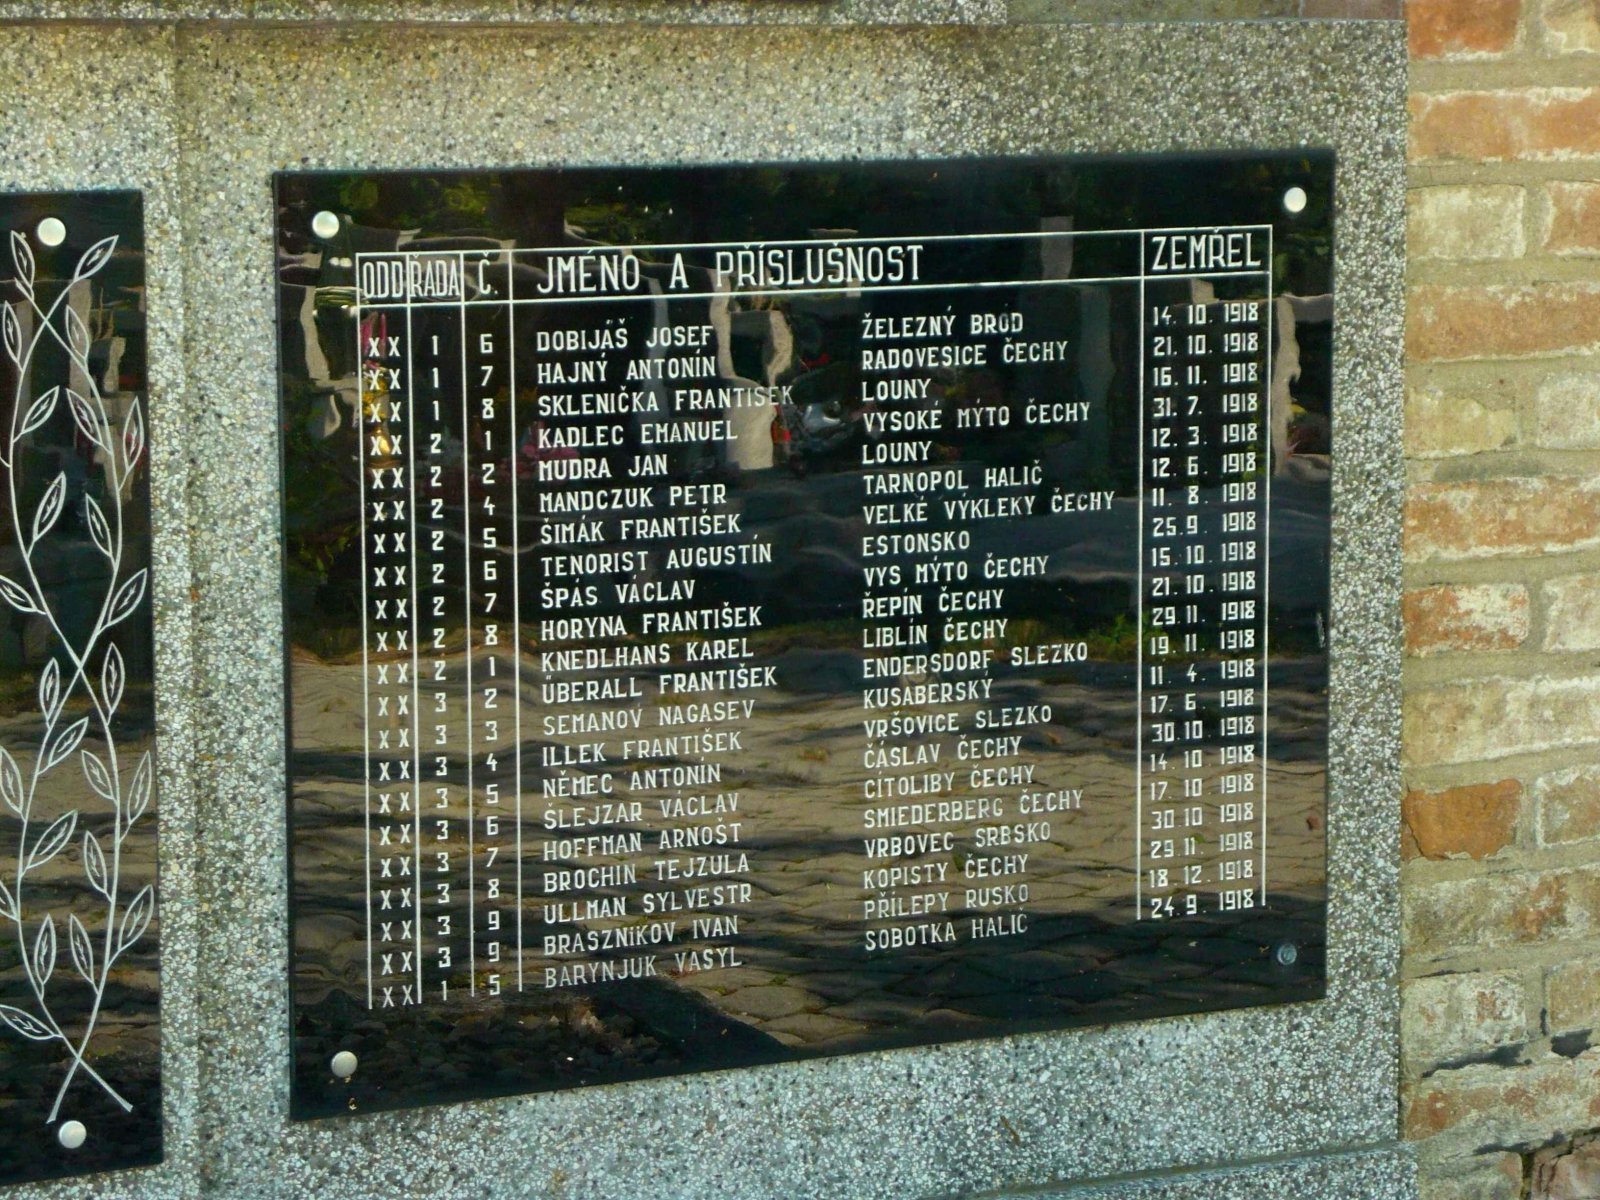 ODD ŘADA Č. JMÉNO A PŘÍSLUŠNOST ZEMŘEL
XX 1 6 DOBIJÁŠ JOSEF ŽELEZNÝ BROD 14. 10. 1918
XX 1 7 HAJNÝ ANTONÍN RADOVESICE ČECHY 21. 10. 1918
XX 1 8 SKLENIČKA FRANTIŠEK LOUNY 16. 11. 1918
XX 2 1 KADLEC EMANUEL VYSOKÉ MÝTO ČECHY 31. 7. 1918
XX 2 2 MUDRA JAN LOUNY 12. 3. 1918
XX 2 4 MANDCZUK PETR TARNOPOL HALIČ 12. 6. 1918
XX 2 5 ŠIMÁK FRANTIŠEK VELKÉ VÝKLEKY ČECHY 11. 8. 1918
XX 2 6 TENORIST AUGUSTÍN ESTONSKO 25. 9. 1918
XX 2 7 ŠPÁS VÁCLAV VYS MÝTO ČECHY 15. 10. 1918
XX 2 8 HORYNA FRANTIŠEK ŘEPÍN ČECHY 21. 10. 1918
XX 2 1 KNEDLHANS KAREL LIBLÍN ČECHY 29. 11. 1918
XX 3 2 ÜBERALL FRANTIŠEK ENDERSDORF SLEZKO 19. 11. 1918
XX 3 3 SEMANOV NAGASEV KUSABERSKÝ 11. 4. 1918
XX 3 4 ILLEK FRANTIŠEK VRŠOVICE SLEZKO 17. 6. 1918
XX 3 5 NĚMEC ANTONÍN ČÁSLAV ČECHY 30. 10. 1918
XX 3 6 ŠLEJZAR VÁCLAV CÍTOLIBY ČECHY 14. 10 1918
XX 3 7 HOFFMAN ARNOŠT SMIEDERBERG ČECHY 17 10 1918
XX 3 8 BROCHIN TEJZULA VRBOVEC SRBSKO 30 10 1918
XX 3 9 ULLMAN SYLVESTR KOPISTY ČECHY 29. 11. 1918
XX 3 9 BRASZNIKOV IVAN PŘÍLEPY RUSKO 18. 12. 1918
XX 1 5 BARYNJUK VASYL SOBOTKA HALIČ 24. 9. 1918